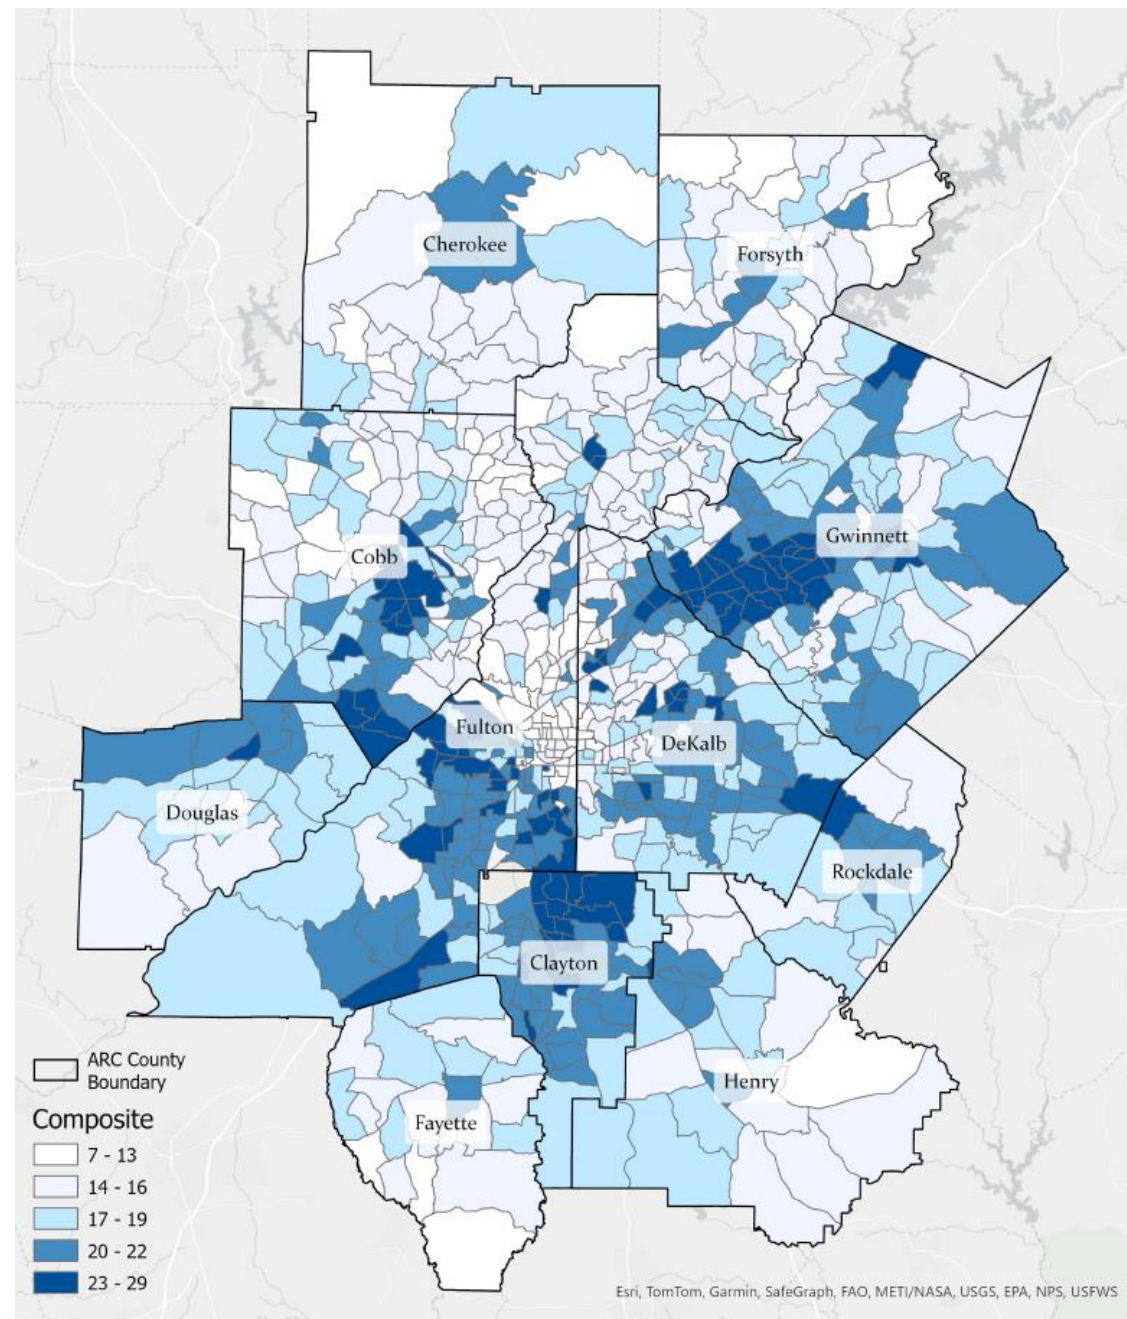 Cherokee
Forsyth
Gwinnett
Cobb
Fulton
DeKalb
Douglas
Rockdale
Clayton
Henry
Fayette
ARC County
Boundary
Composite
7 - 13
14 - 16
17 - 19
20 - 22
23 - 29
Esri, TomTom, Garmin, SafeGraph, FAO, METI/NASA, USGS, EPA, NPS, USFWS